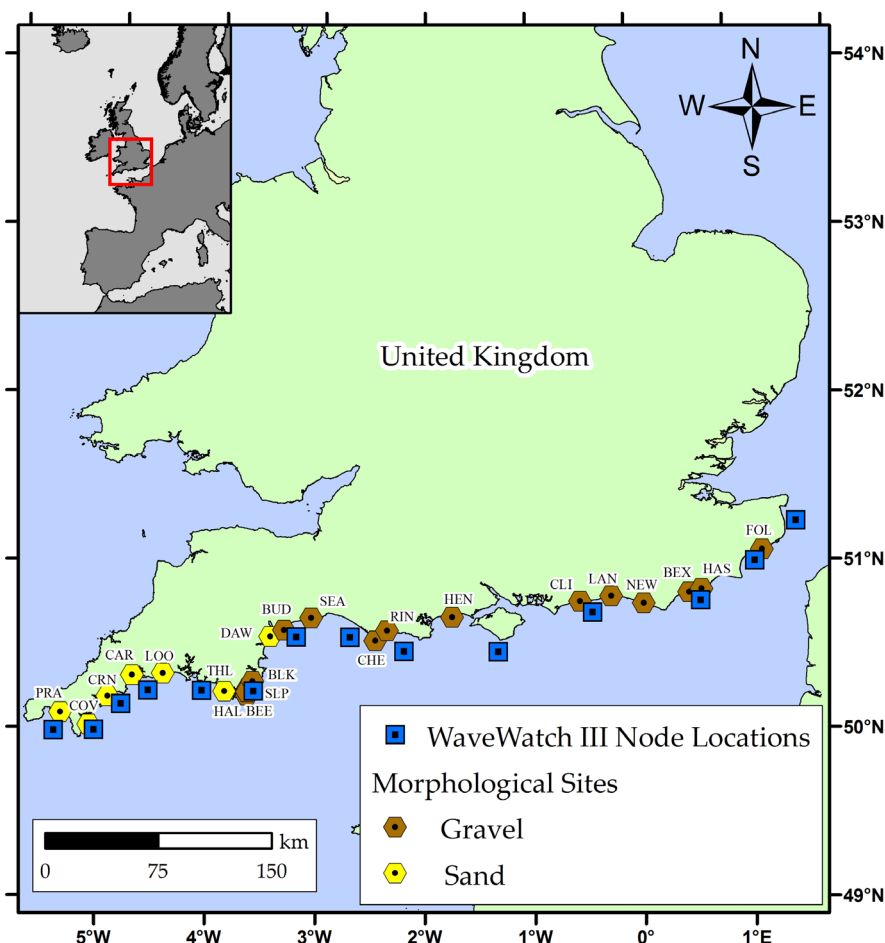 N
W E
S
54°N
53°N
52°N
51°N
50°N
49°N
United Kingdom
FOL
HAS
BEX
NEW
LAN
CLI
HEN
RIN
CHE
SEA
BUD
DAW
BLK
SLP
HAL BEE
THL
LOO
CAR
CRN
COV
PRA
WaveWatch III Node Locations
Morphological Sites
Gravel
Sand
km
0 75 150
5°W 4°W 3°W 2°W 1°W 0° 1°E